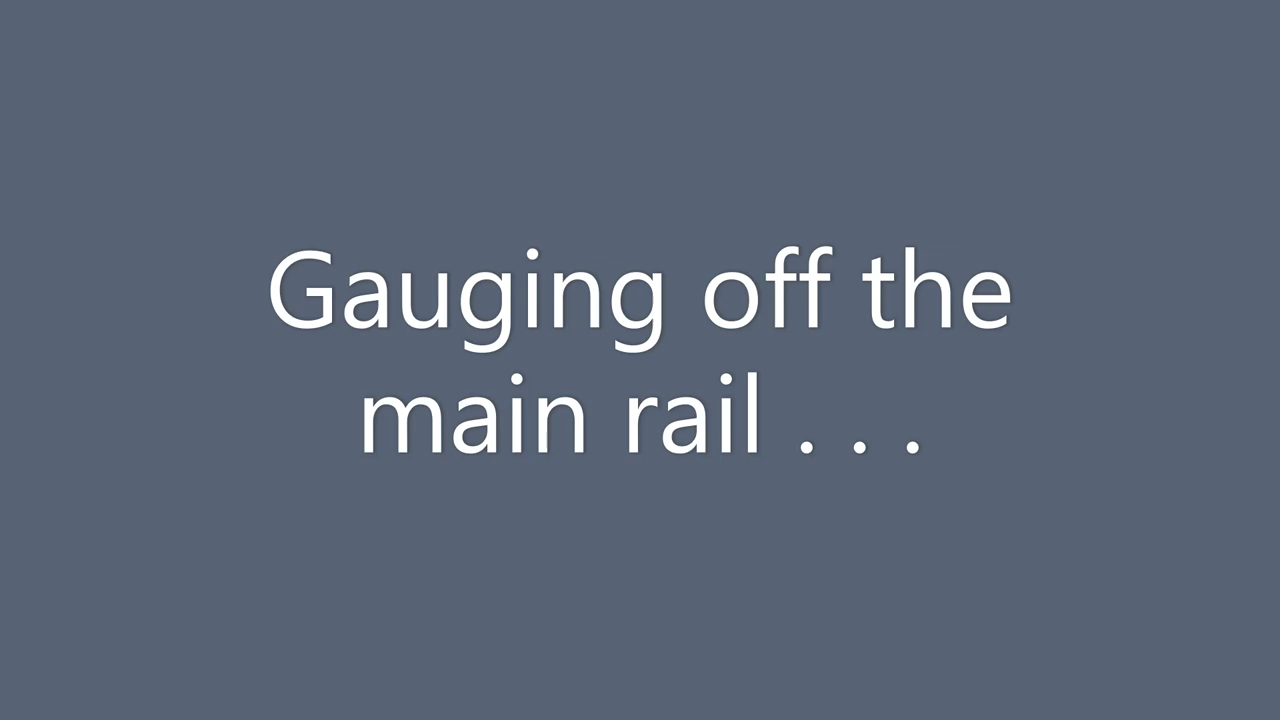 Gauging off the
main rail . . .